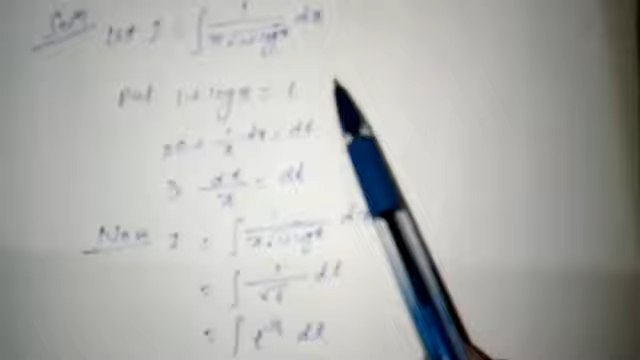 Let I = ∫ 1/(x√(1+log x)) dx
Put 1+log x = t
⇒ 0 + 1/x dx = dt
⇒ dx/x = dt
Now I = ∫ 1/(x√(1+log x)) dx
= ∫ 1/√t dt
= ∫ t^(-1/2) dt